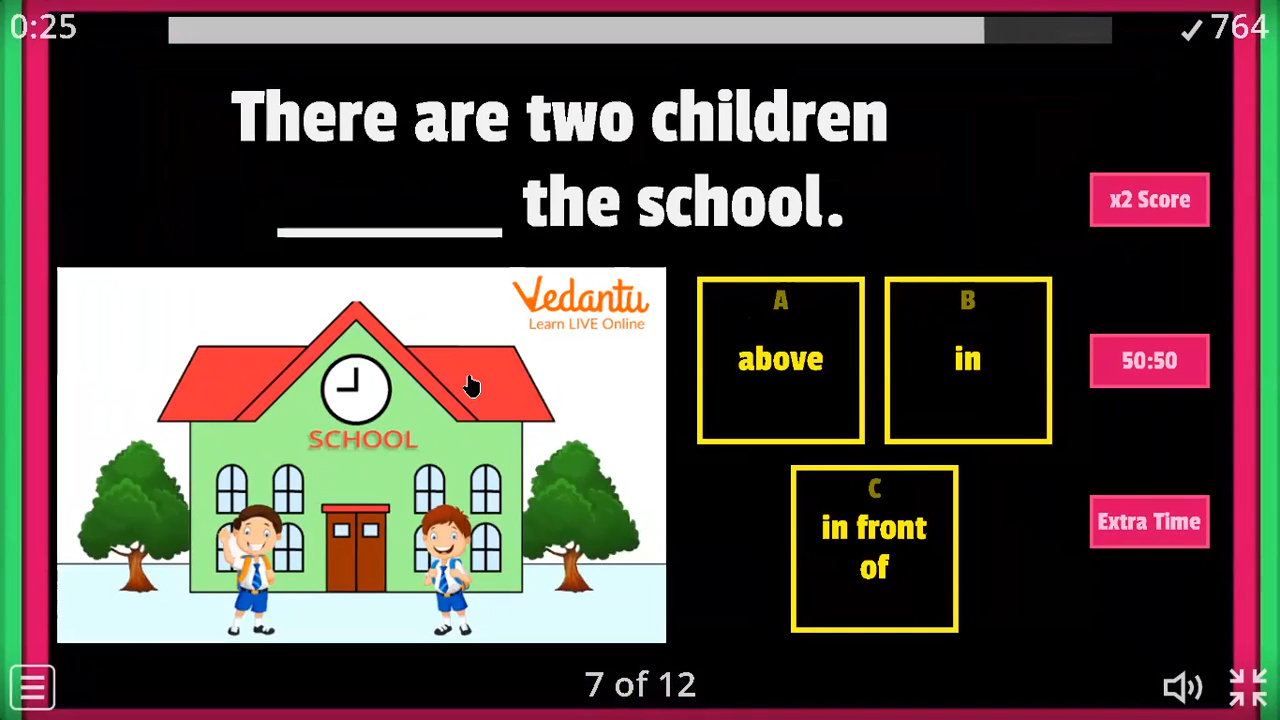 0:25
764
There are two children
________ the school.
x2 Score
Vedantu
Learn LIVE Online
SCHOOL
A
above
B
in
50:50
C
in front
of
Extra Time
7 of 12